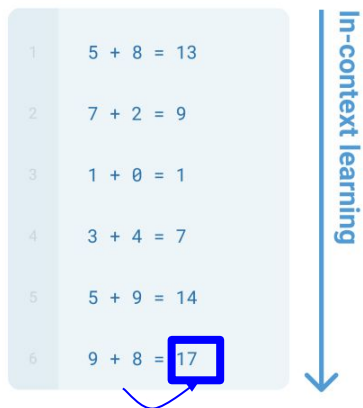 1 5 + 8 = 13
2 7 + 2 = 9
3 1 + 0 = 1
4 3 + 4 = 7
5 5 + 9 = 14
6 9 + 8 = 17
In-context learning